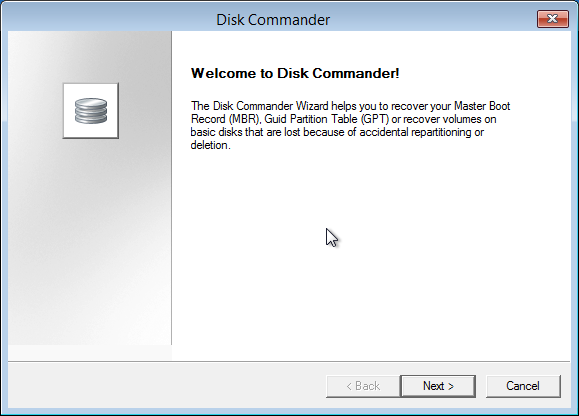 Disk Commander
Welcome to Disk Commander!
The Disk Commander Wizard helps you to recover your Master Boot
Record (MBR), Guid Partition Table (GPT) or recover volumes on
basic disks that are lost because of accidental repartitioning or
deletion.
< Back
Next >
Cancel